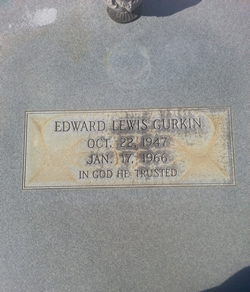 EDWARD LEWIS GURKIN
OCT. 22, 1947
JAN. 17, 1966
IN GOD HE TRUSTED